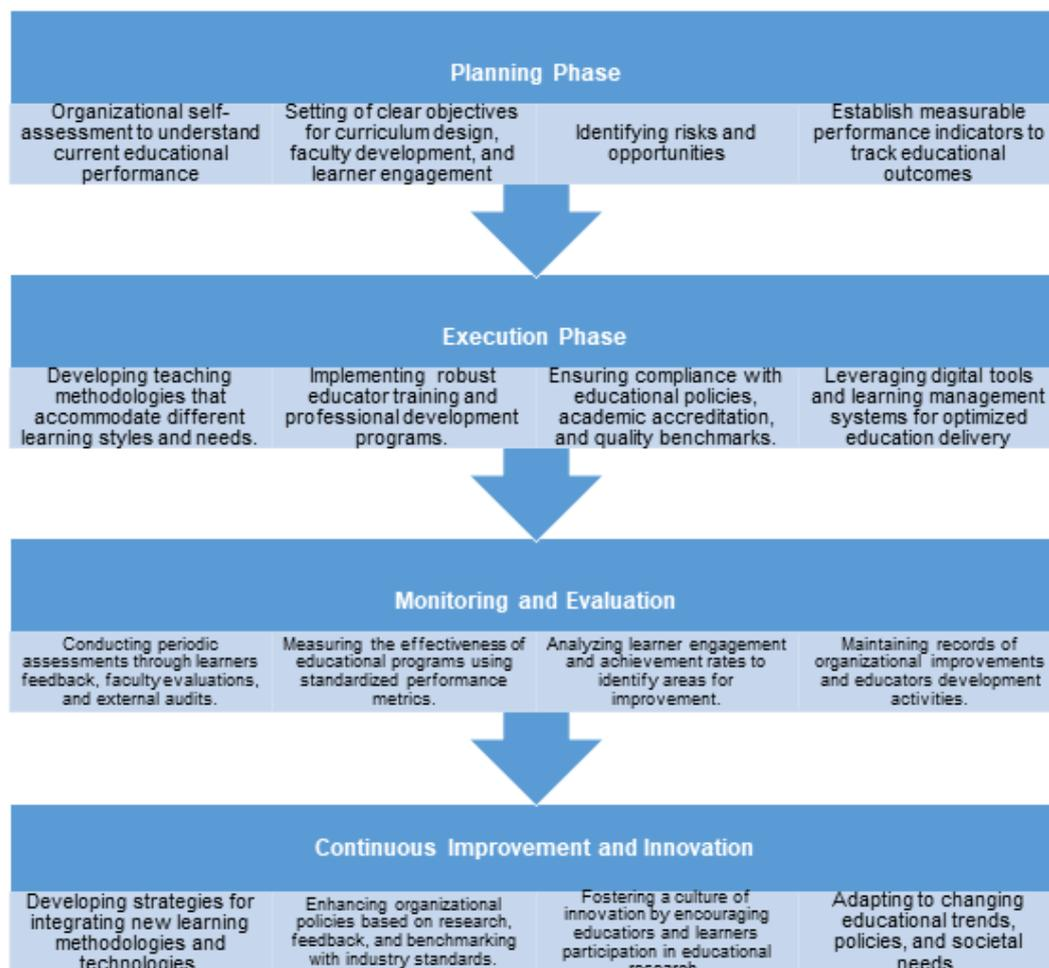 Planning Phase
Organizational self-
assessment to understand
current educational
performance
Setting of clear objectives
for curriculum design,
faculty development, and
learner engagement
Identifying risks and
opportunities
Establish measurable
performance indicators to
track educational
outcomes
Execution Phase
Developing teaching
methodologies that
accommodate different
learning styles and needs.
Implementing robust
educator training and
professional development
programs.
Ensuring compliance with
educational policies,
academic accreditation,
and quality benchmarks.
Leveraging digital tools
and learning management
systems for optimized
education delivery
Monitoring and Evaluation
Conducting periodic
assessments through learners
feedback, faculty evaluations,
and external audits.
Measuring the effectiveness of
educational programs using
standardized performance
metrics.
Analyzing learner engagement
and achievement rates to
identify areas for
improvement.
Maintaining records of
organizational improvements
and educators development
activities.
Continuous Improvement and Innovation
Developing strategies for
integrating new learning
methodologies and
technologies
Enhancing organizational
policies based on research,
feedback, and benchmarking
with industry standards.
Fostering a culture of
innovation by encouraging
educatiors and learners
participation in educational
research
Adapting to changing
educational trends,
policies, and societal
needs